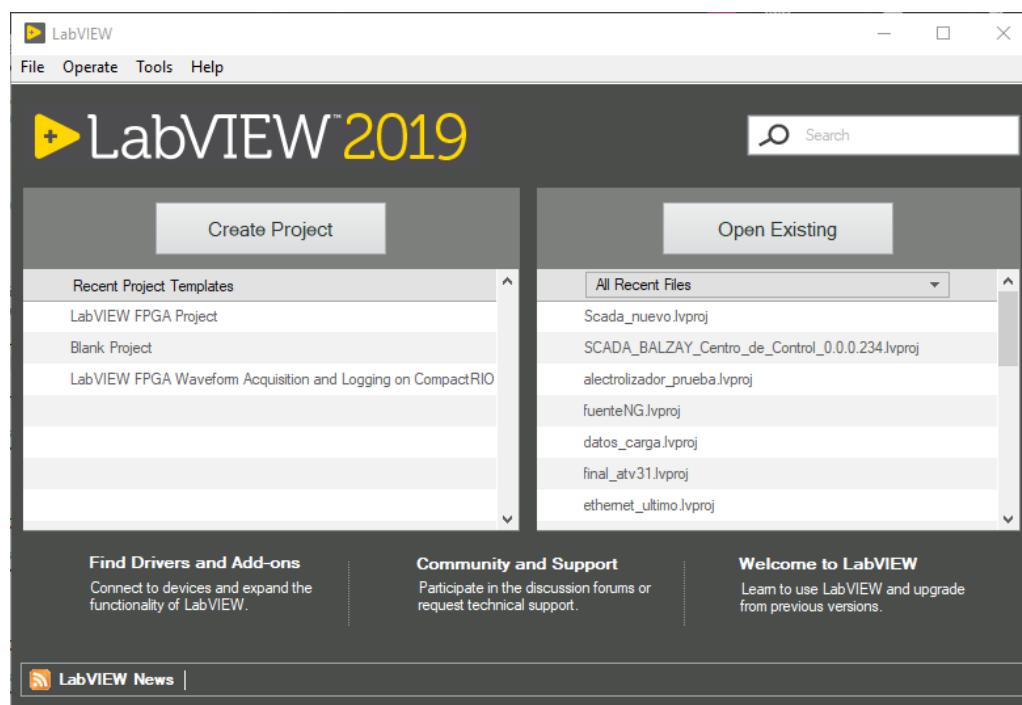 LabVIEW
File Operate Tools Help
LabVIEW™ 2019
Search
Create Project
Open Existing
Recent Project Templates
LabVIEW FPGA Project
Blank Project
LabVIEW FPGA Waveform Acquisition and Logging on CompactRIO
All Recent Files
Scada_nuevo.lvproj
SCADA_BALZAY_Centro_de_Control_0.0.0.234.lvproj
alectrolizador_prueba.lvproj
fuenteNG.lvproj
datos_carga.lvproj
final_atv31.lvproj
ethernet_ultimo.lvproj
Find Drivers and Add-ons
Connect to devices and expand the
functionality of LabVIEW.
Community and Support
Participate in the discussion forums or
request technical support.
Welcome to LabVIEW
Learn to use LabVIEW and upgrade
from previous versions.
LabVIEW News